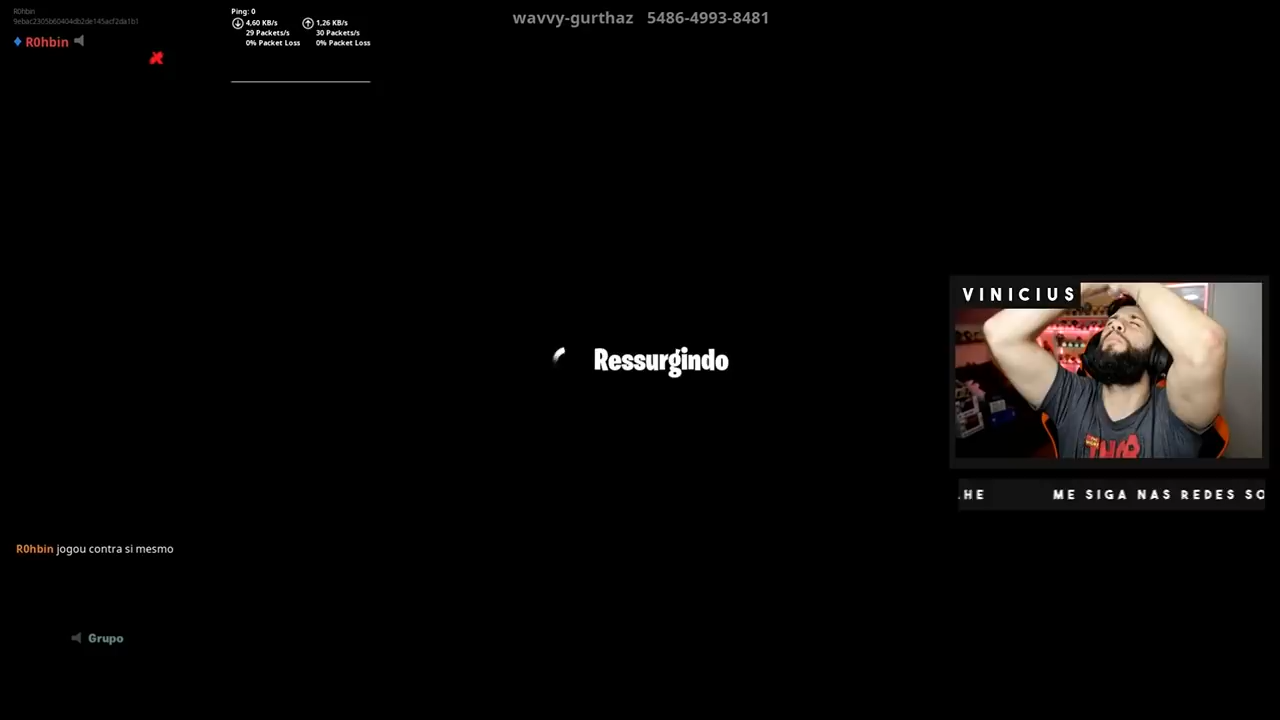 R0hbin
9ebac2305b60404db2de145acf2da1b1
R0hbin
Ping: 0
4,60 KB/s 1,26 KB/s
29 Packets/s 30 Packets/s
0% Packet Loss 0% Packet Loss
wavvy-gurthaz 5486-4993-8481
VINICIUS
Ressurgindo
HE ME SIGA NAS REDES SO
R0hbin jogou contra si mesmo
Grupo